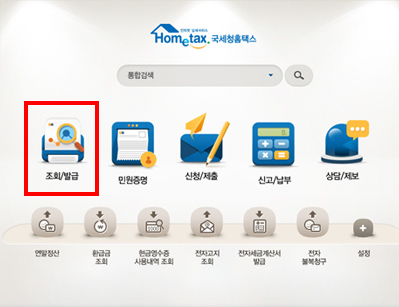 인터넷 납세서비스
Hometax. 국세청홈택스
통합검색
조회/발급
민원증명
신청/제출
신고/납부
상담/제보
연말정산
환급금
조회
현금영수증
사용내역 조회
전자고지
조회
전자세금계산서
발급
전자
불복청구
설정